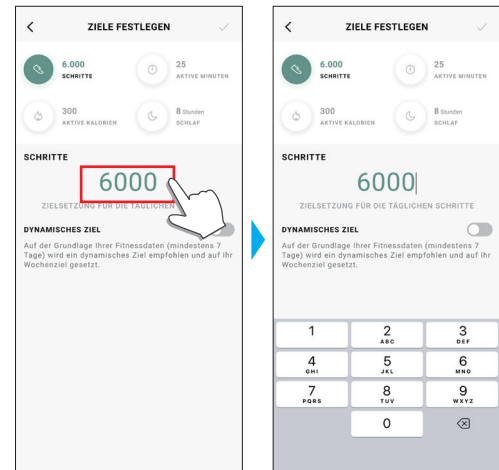 ZIELE FESTLEGEN
6.000
SCHRITTE
25
AKTIVE MINUTEN
300
AKTIVE KALORIEN
8 Stunden
SCHLAF
SCHRITTE
6000
ZIELSETZUNG FÜR DIE TÄGLICHEN
DYNAMISCHES ZIEL
Auf der Grundlage Ihrer Fitnessdaten (mindestens 7
Tage) wird ein dynamisches Ziel empfohlen und auf Ihr
Wochenziel gesetzt.
ZIELE FESTLEGEN
6.000
SCHRITTE
25
AKTIVE MINUTEN
300
AKTIVE KALORIEN
8 Stunden
SCHLAF
SCHRITTE
6000
ZIELSETZUNG FÜR DIE TÄGLICHEN SCHRITTE
DYNAMISCHES ZIEL
Auf der Grundlage Ihrer Fitnessdaten (mindestens 7
Tage) wird ein dynamisches Ziel empfohlen und auf Ihr
Wochenziel gesetzt.
1 2 3
ABC DEF
4 5 6
GHI JKL MNO
7 8 9
PQRS TUV WXYZ
0